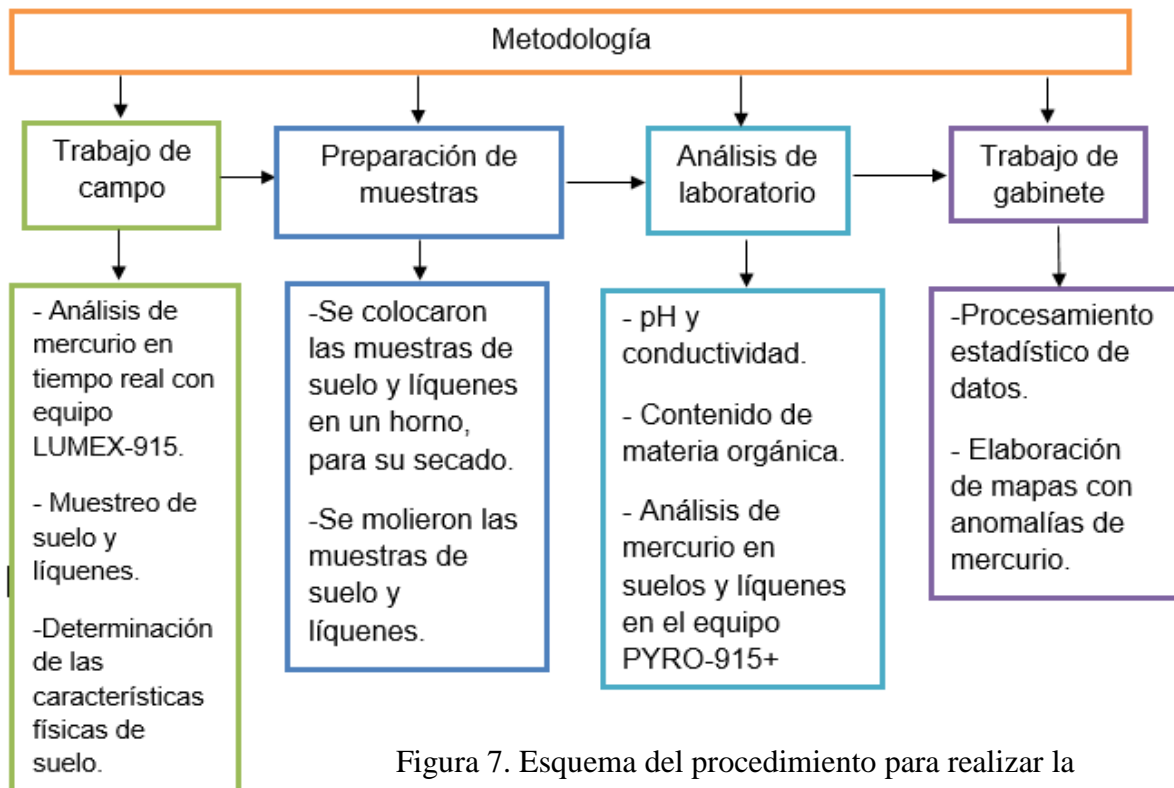 Metodología
Trabajo de
campo
Preparación de
muestras
Análisis de
laboratorio
Trabajo de
gabinete
- Análisis de
mercurio en
tiempo real con
equipo
LUMEX-915.
- Muestreo de
suelo y
líquenes.
-Determinación
de las
características
físicas de
suelo.
-Se colocaron
las muestras de
suelo y líquenes
en un horno,
para su secado.
-Se molieron las
muestras de
suelo y
líquenes.
- pH y
conductividad.
- Contenido de
materia orgánica.
- Análisis de
mercurio en
suelos y líquenes
en el equipo
PYRO-915+
-Procesamiento
estadístico de
datos.
- Elaboración
de mapas con
anomalías de
mercurio.
Figura 7. Esquema del procedimiento para realizar la